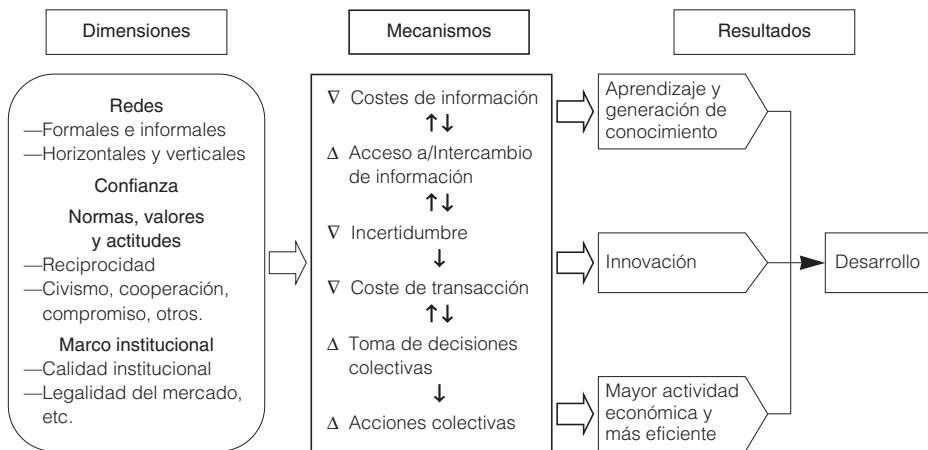 Dimensiones
Redes
—Formales e informales
—Horizontales y verticales
Confianza
Normas, valores
y actitudes
—Reciprocidad
—Civismo, cooperación,
compromiso, otros.
Marco institucional
—Calidad institucional
—Legalidad del mercado,
etc.
Mecanismos
∇ Costes de información
↑↓
Δ Acceso a/Intercambio
de información
↑↓
∇ Incertidumbre
↓
∇ Coste de transacción
↑↓
Δ Toma de decisiones
colectivas
↓
Δ Acciones colectivas
Resultados
Aprendizaje y
generación de
conocimiento
Innovación
Mayor actividad
económica y
más eficiente
Desarrollo